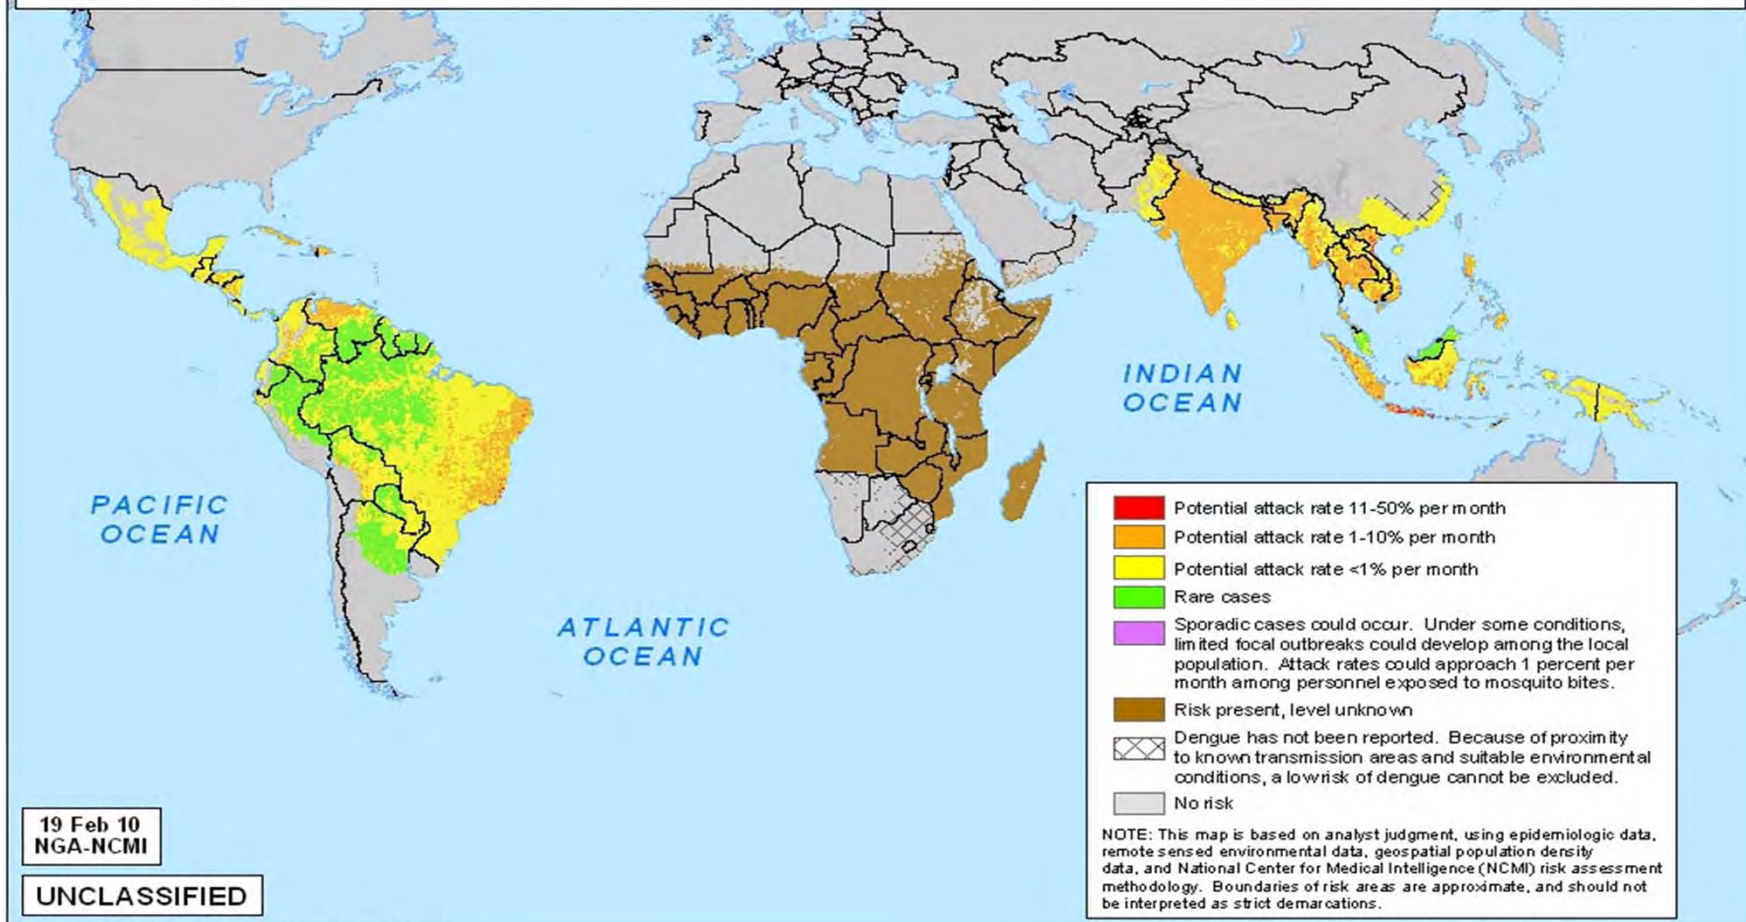 INDIAN
OCEAN
PACIFIC
OCEAN
ATLANTIC
OCEAN
Potential attack rate 11-50% per month
Potential attack rate 1-10% per month
Potential attack rate <1% per month
Rare cases
Sporadic cases could occur. Under some conditions,
limited focal outbreaks could develop among the local
population. Attack rates could approach 1 percent per
month among personnel exposed to mosquito bites.
Risk present, level unknown
Dengue has not been reported. Because of proximity
to known transmission areas and suitable environmental
conditions, a low risk of dengue cannot be excluded.
No risk
NOTE: This map is based on analyst judgment, using epidemiologic data,
remote sensed environmental data, geospatial population density
data, and National Center for Medical Intelligence (NCMI) risk assessment
methodology. Boundaries of risk areas are approximate, and should not
be interpreted as strict demarcations.
19 Feb 10
NGA-NCMI
UNCLASSIFIED